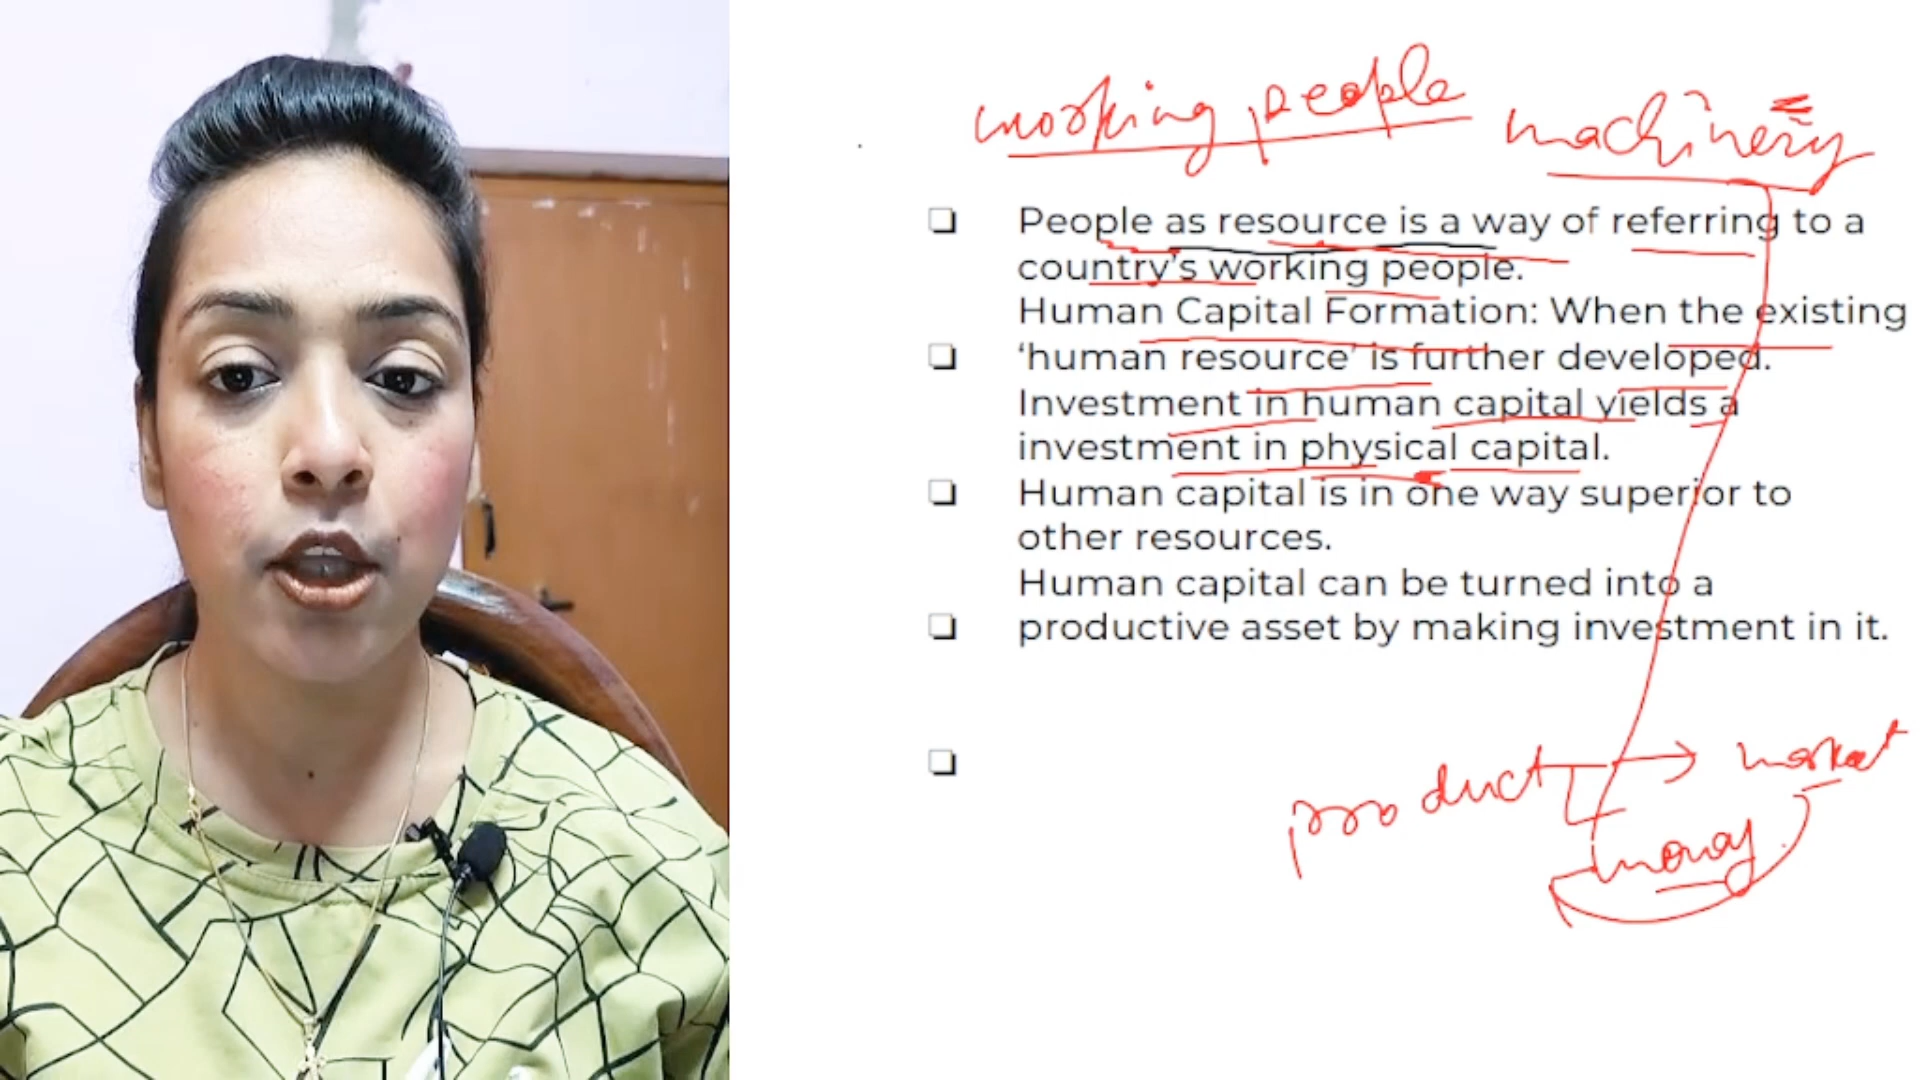 working people machinery
People as resource is a way of referring to a
country's working people.
Human Capital Formation: When the existing
‘human resource’ is further developed.
Investment in human capital yields a
investment in physical capital.
Human capital is in one way superior to
other resources.
Human capital can be turned into a
productive asset by making investment in it.
product → market
money